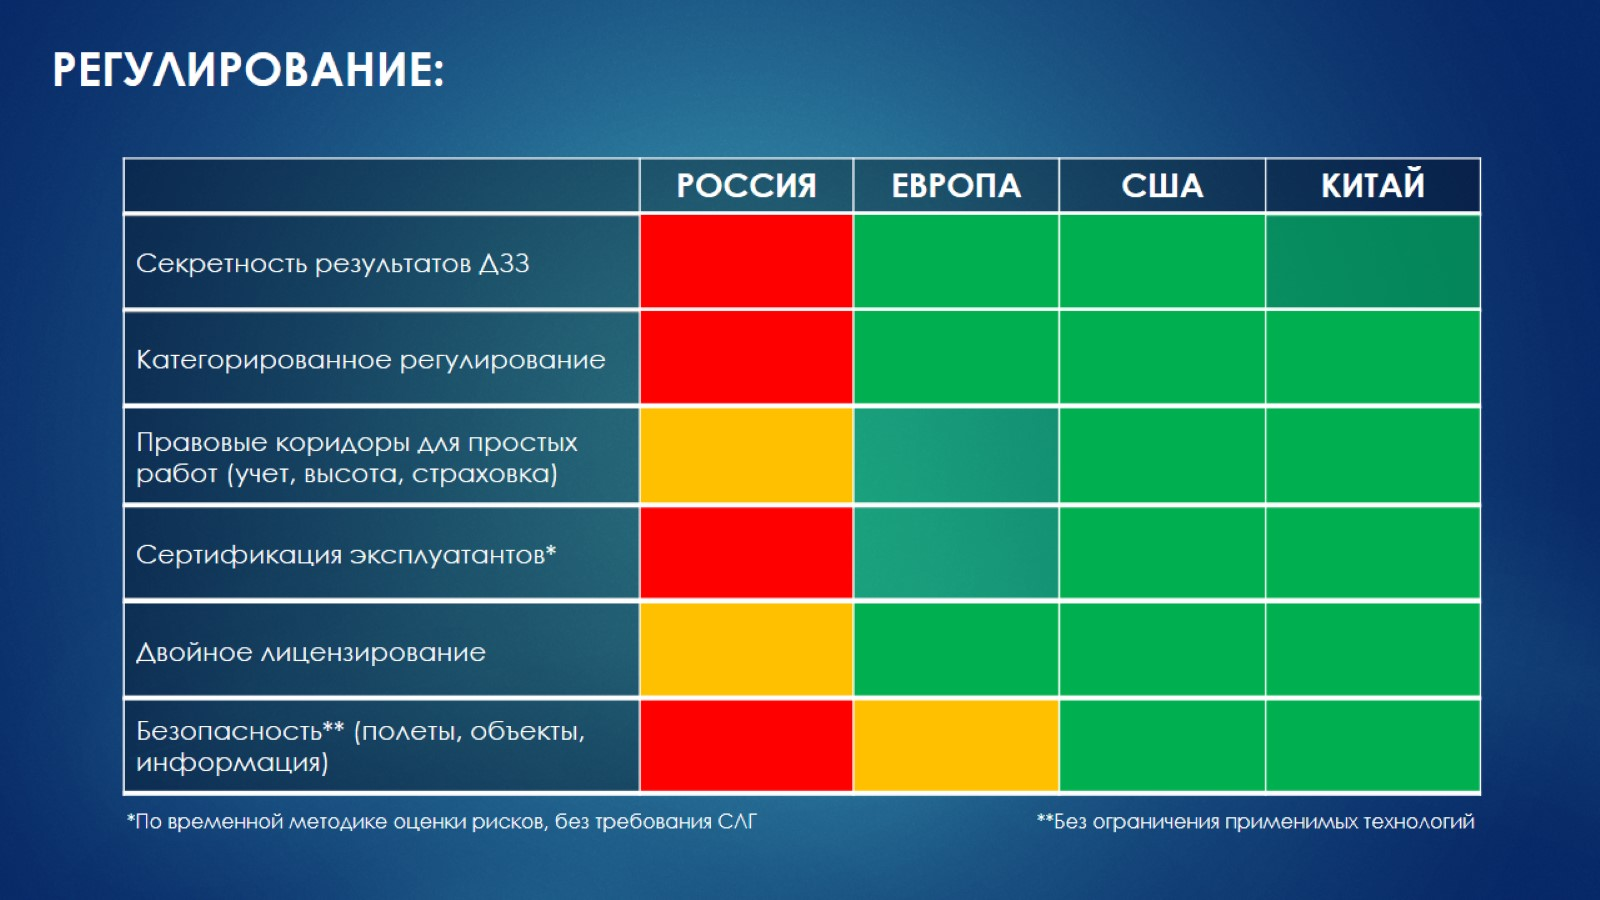 РЕГУЛИРОВАНИЕ:
РОССИЯ ЕВРОПА США КИТАЙ
Секретность результатов ДЗЗ
Категорированное регулирование
Правовые коридоры для простых
работ (учет, высота, страховка)
Сертификация эксплуатантов*
Двойное лицензирование
Безопасность** (полеты, объекты,
информация)
*По временной методике оценки рисков, без требования СЛГ
**Без ограничения применимых технологий